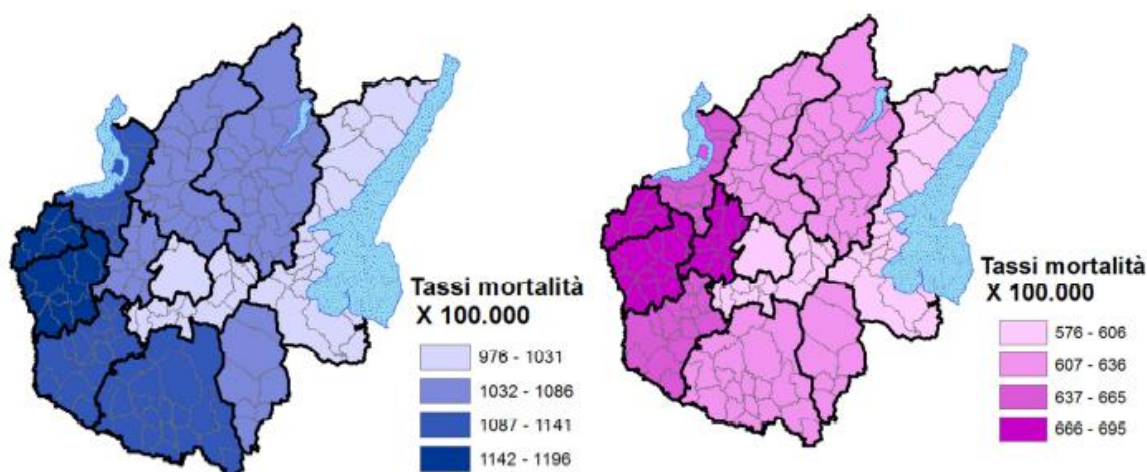 Tassi mortalità
X 100.000
976 - 1031
1032 - 1086
1087 - 1141
1142 - 1196
Tassi mortalità
X 100.000
576 - 606
607 - 636
637 - 665
666 - 695